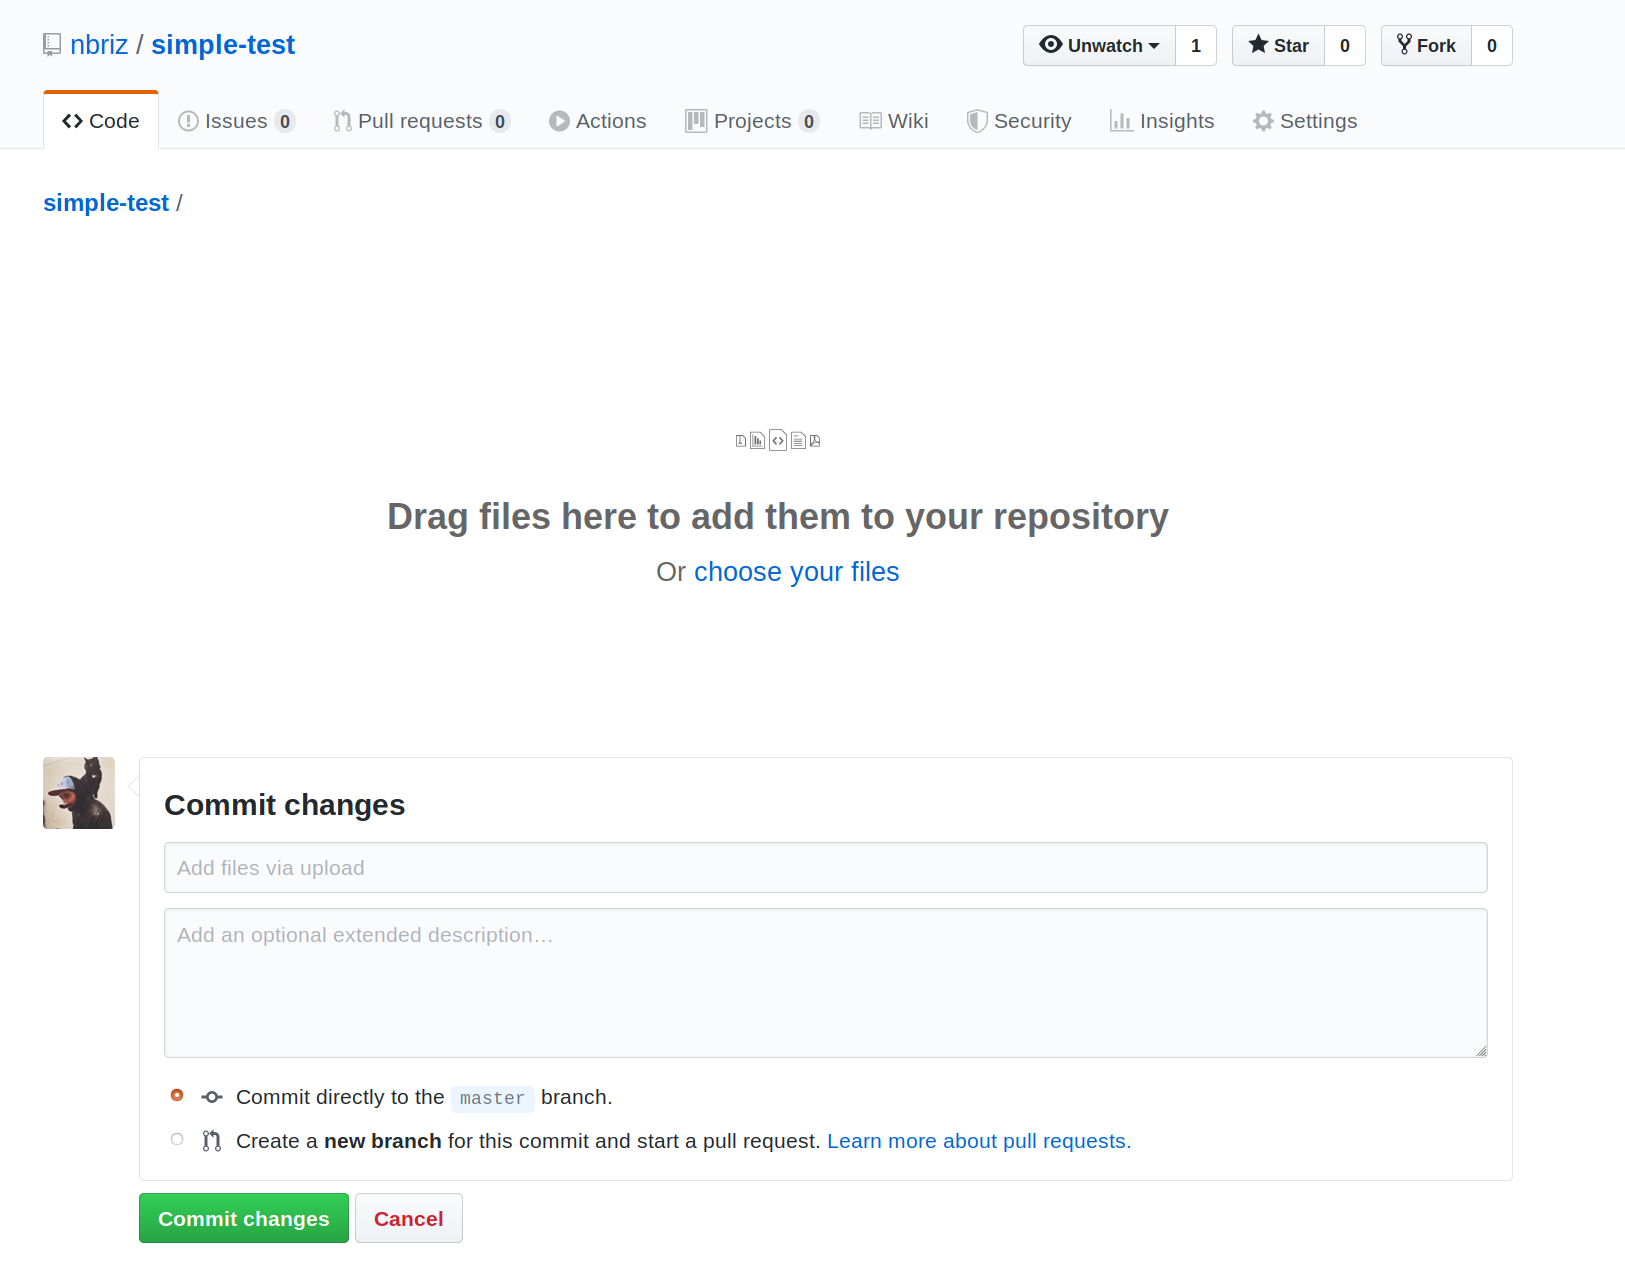 nbriz / simple-test
Unwatch 1 Star 0 Fork 0
Code Issues 0 Pull requests 0 Actions Projects 0 Wiki Security Insights Settings
simple-test /
Drag files here to add them to your repository
Or choose your files
Commit changes
Add files via upload
Add an optional extended description…
Commit directly to the master branch.
Create a new branch for this commit and start a pull request. Learn more about pull requests.
Commit changes Cancel